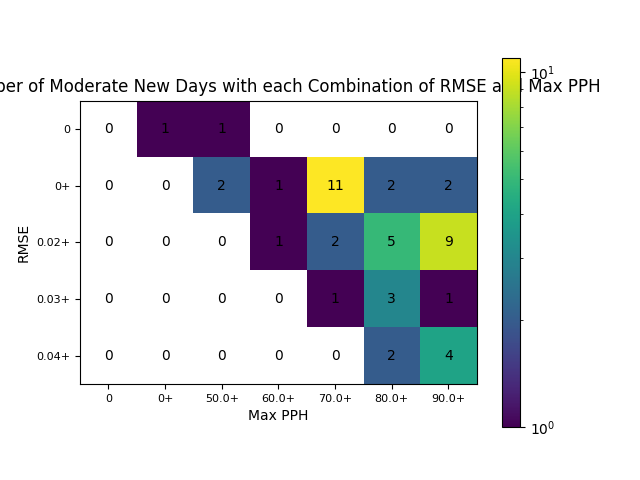 of Moderate New Days with each Combination of RMSE Max PPH
0 0 1 1 0 0 0 0
0+ 0 0 2 1 11 2 2
0.02+ 0 0 0 1 2 5 9
0.03+ 0 0 0 0 1 3 1
0.04+ 0 0 0 0 0 2 4
0 0+ 50.0+ 60.0+ 70.0+ 80.0+ 90.0+
Max PPH
RMSE
10¹
10⁰